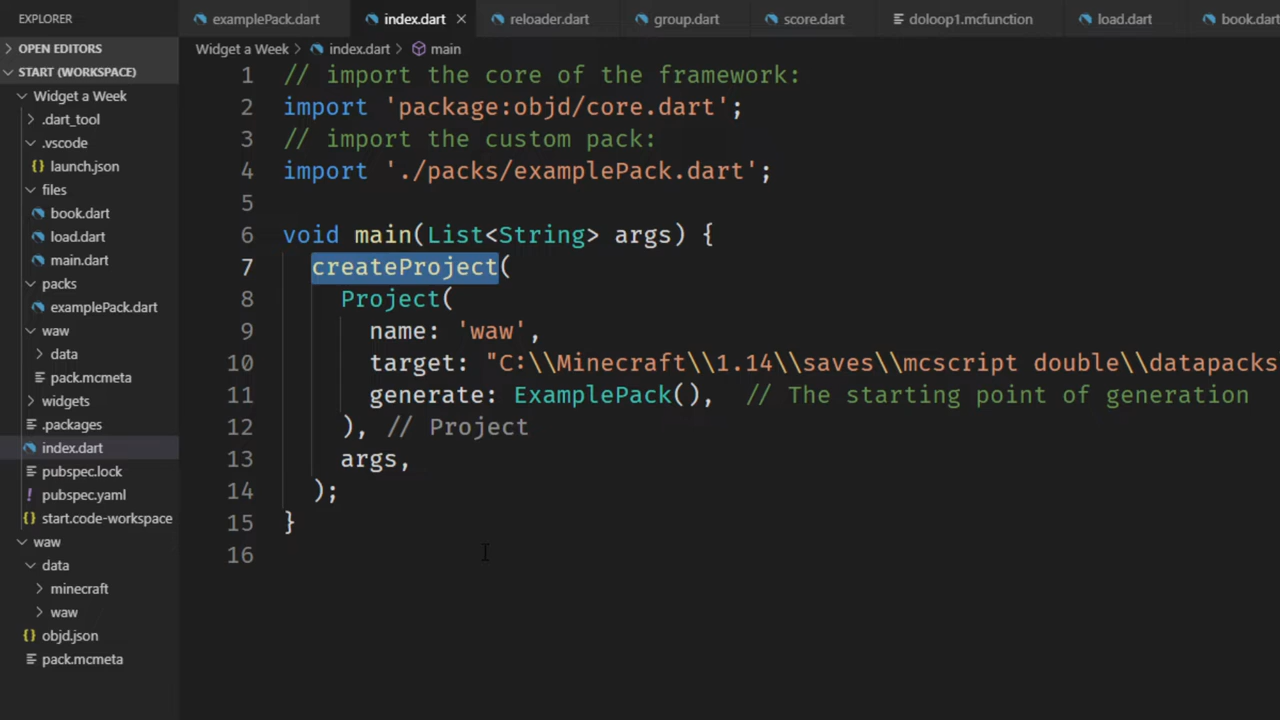 EXPLORER
OPEN EDITORS
START (WORKSPACE)
Widget a Week
.dart_tool
.vscode
{} launch.json
files
book.dart
load.dart
main.dart
packs
examplePack.dart
waw
data
pack.mcmeta
widgets
.packages
index.dart
pubspec.lock
! pubspec.yaml
{} start.code-workspace
waw
data
minecraft
waw
{} objd.json
pack.mcmeta
examplePack.dart index.dart reloader.dart group.dart score.dart doloop1.mcfunction load.dart book.dart
Widget a Week > index.dart > main
1 // import the core of the framework:
2 import 'package:objd/core.dart';
3 // import the custom pack:
4 import './packs/examplePack.dart';
5
6 void main(List<String> args) {
7 createProject(
8 Project(
9 name: 'waw',
10 target: "C:\\Minecraft\\1.14\\saves\\mcscript double\\datapacks
11 generate: ExamplePack(), // The starting point of generation
12 ), // Project
13 args,
14 );
15 }
16